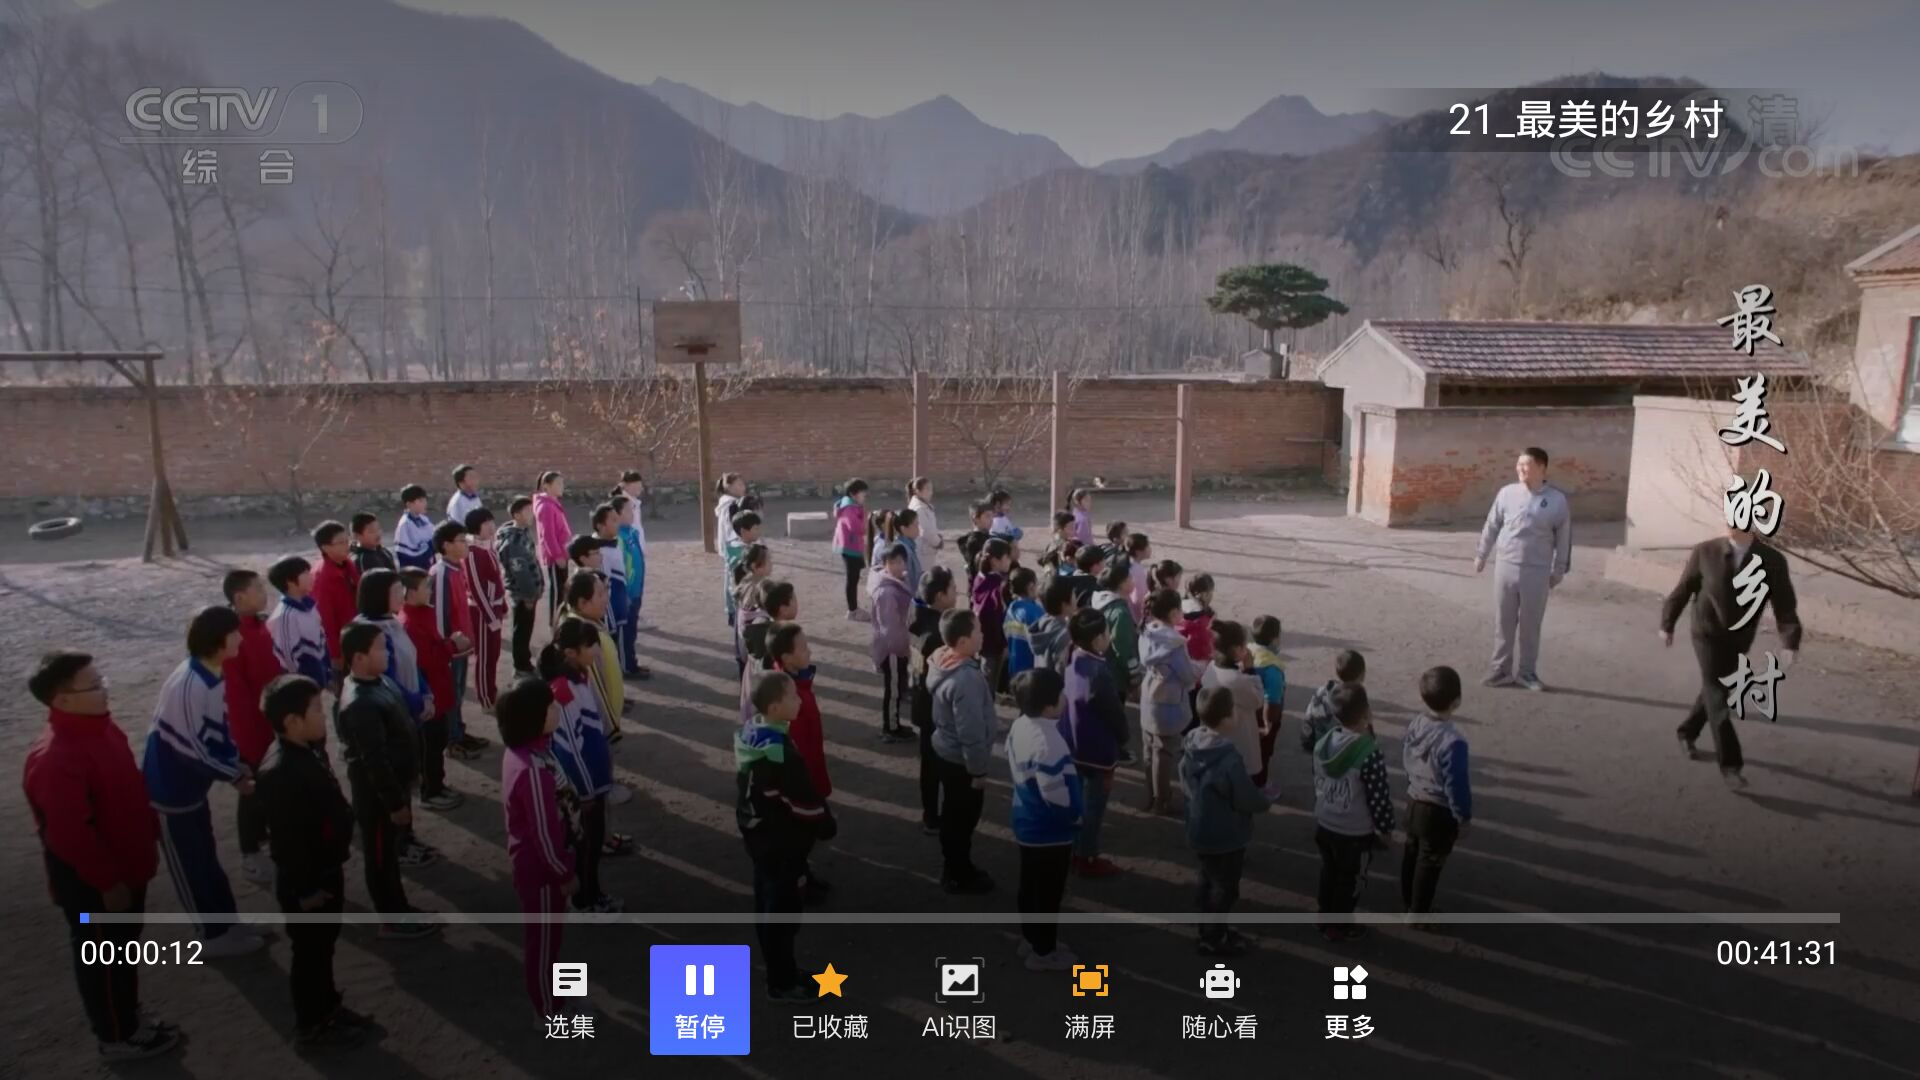 CCTV 1
综合
21_最美的乡村
清
CCTV.com
最美的乡村
00:00:12
00:41:31
选集
暂停
已收藏
AI识图
满屏
随心看
更多